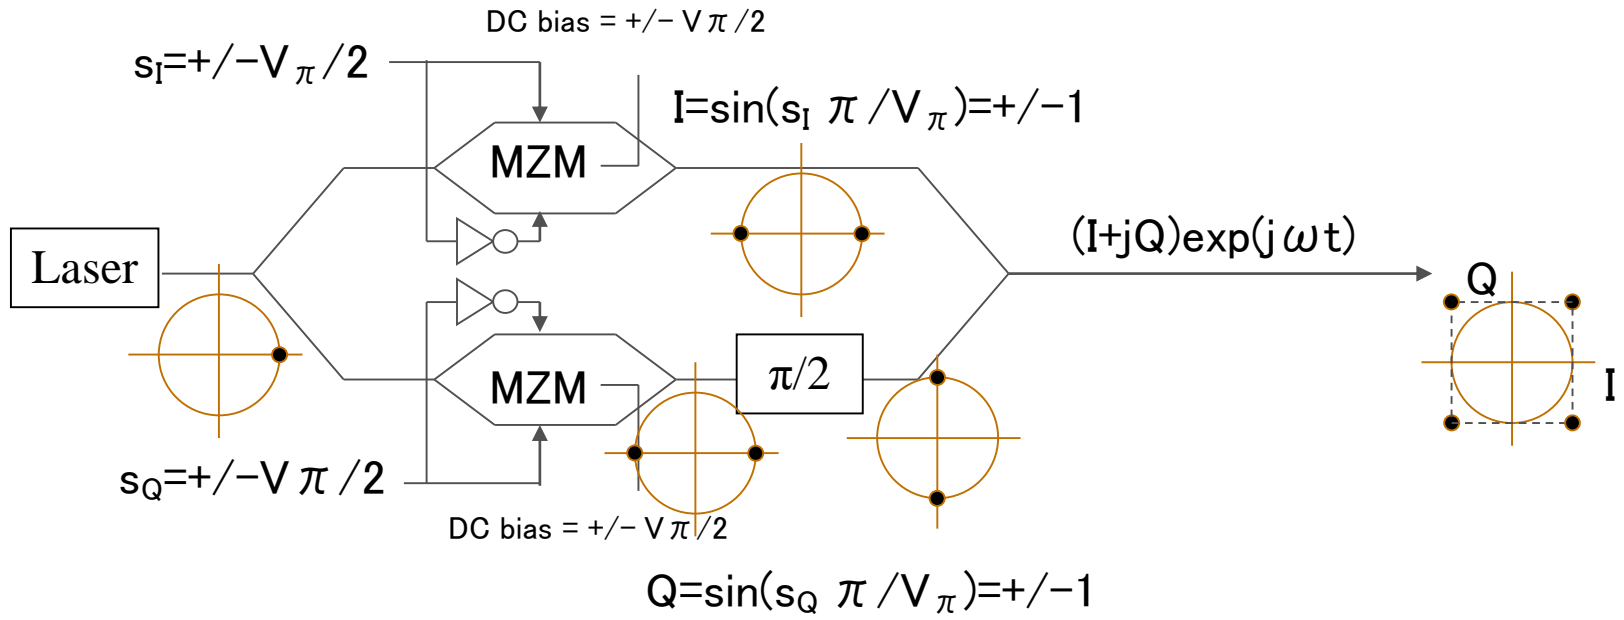 DC bias = +/- Vπ/2
sI=+/-Vπ/2
I=sin(sI π/Vπ)=+/-1
MZM
(I+jQ)exp(jωt)
Laser
Q
π/2
I
MZM
sQ=+/-Vπ/2
DC bias = +/- Vπ/2
Q=sin(sQ π/Vπ)=+/-1